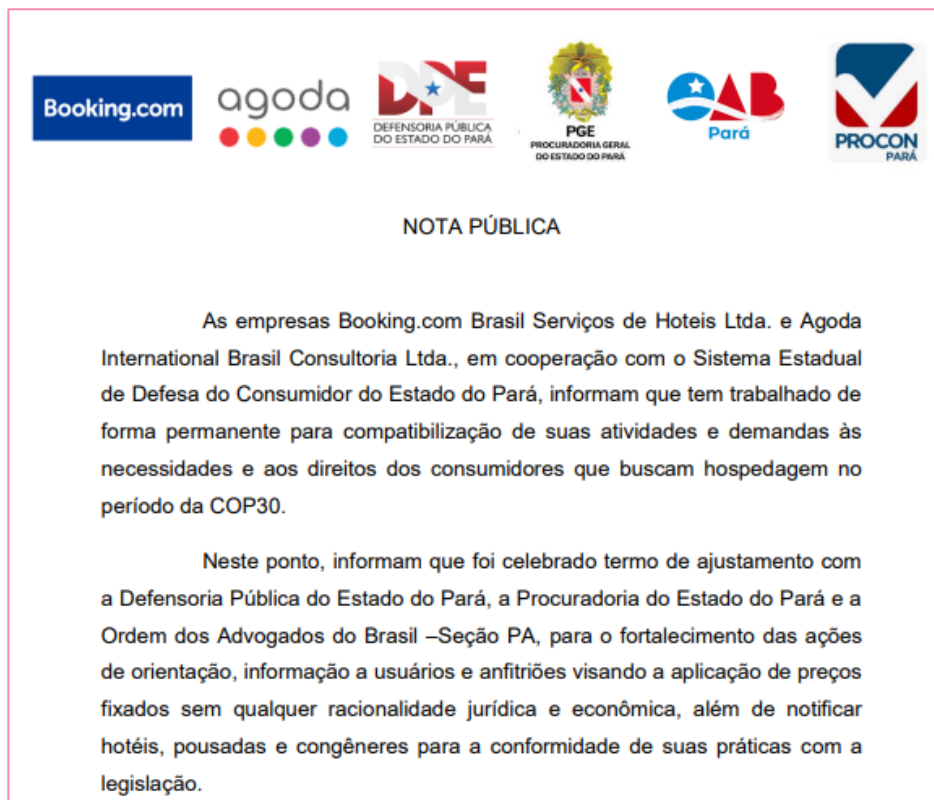 Booking.com
agoda
DPE
DEFENSORIA PÚBLICA
DO ESTADO DO PARÁ
PGE
PROCURADORIA GERAL
DO ESTADO DO PARÁ
OAB
Pará
PROCON
PARÁ
NOTA PÚBLICA
As empresas Booking.com Brasil Serviços de Hoteis Ltda. e Agoda
International Brasil Consultoria Ltda., em cooperação com o Sistema Estadual
de Defesa do Consumidor do Estado do Pará, informam que tem trabalhado de
forma permanente para compatibilização de suas atividades e demandas às
necessidades e aos direitos dos consumidores que buscam hospedagem no
período da COP30.
Neste ponto, informam que foi celebrado termo de ajustamento com
a Defensoria Pública do Estado do Pará, a Procuradoria do Estado do Pará e a
Ordem dos Advogados do Brasil –Seção PA, para o fortalecimento das ações
de orientação, informação a usuários e anfitriões visando a aplicação de preços
fixados sem qualquer racionalidade jurídica e econômica, além de notificar
hotéis, pousadas e congêneres para a conformidade de suas práticas com a
legislação.